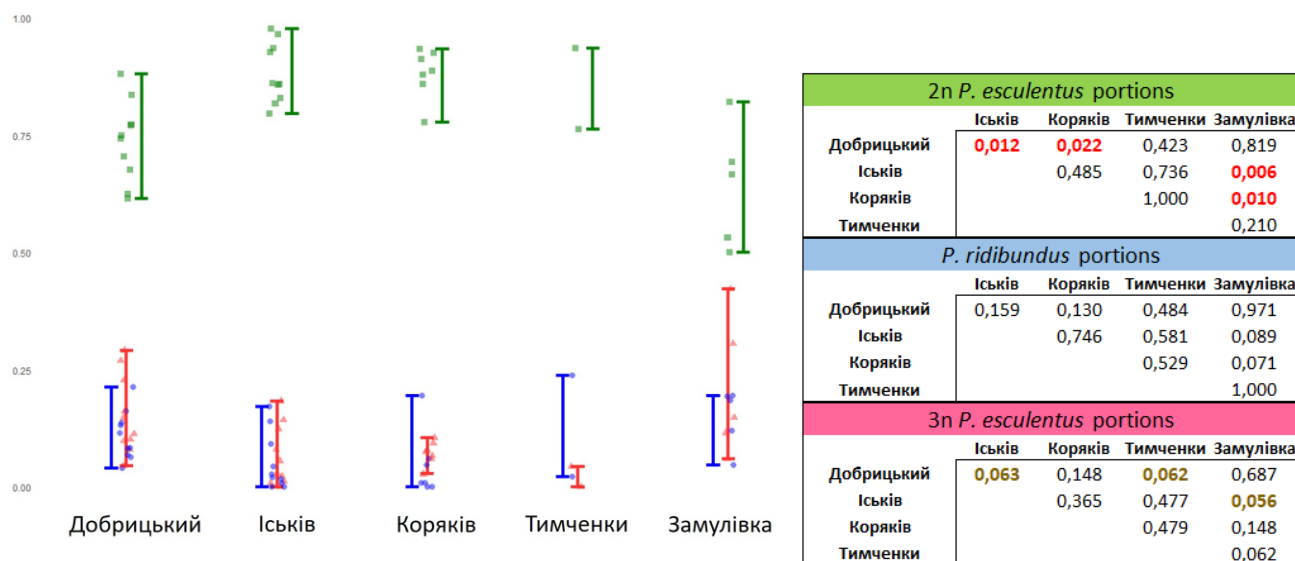 1.00
0.75
0.50
0.25
0.00
Добрицький Іськів Коряків Тимченки Замулівка
2n P. esculentus portions
Іськів Коряків Тимченки Замулівка
Добрицький 0,012 0,022 0,423 0,819
Іськів 0,485 0,736 0,006
Коряків 1,000 0,010
Тимченки 0,210
P. ridibundus portions
Іськів Коряків Тимченки Замулівка
Добрицький 0,159 0,130 0,484 0,971
Іськів 0,746 0,581 0,089
Коряків 0,529 0,071
Тимченки 1,000
3n P. esculentus portions
Іськів Коряків Тимченки Замулівка
Добрицький 0,063 0,148 0,062 0,687
Іськів 0,365 0,477 0,056
Коряків 0,479 0,148
Тимченки 0,062